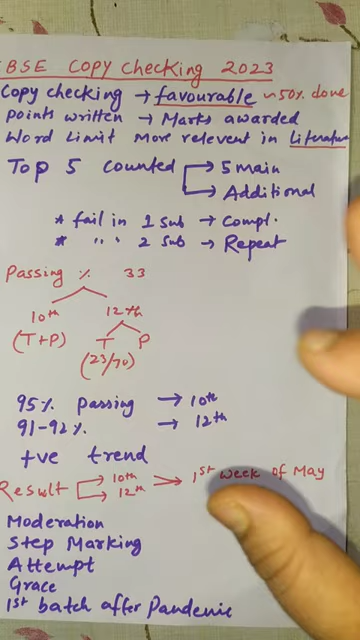 CBSE Copy Checking 2023
Copy checking → favourable ~50% done
points written → Marks awarded
Word Limit More relevent in Literature
Top 5 counted → 5 main
→ Additional
* fail in 1 Sub → Compl.
* " " 2 Sub → Repeat
Passing % 33
10th 12th
(T+P) T P
(23/70)
95% Passing → 10th
91-92% → 12th
+ve trend
Result → 10th → 12th ⇒ 1st week of May
Moderation
Step Marking
Attempt
Grace
1st batch after Pandemic